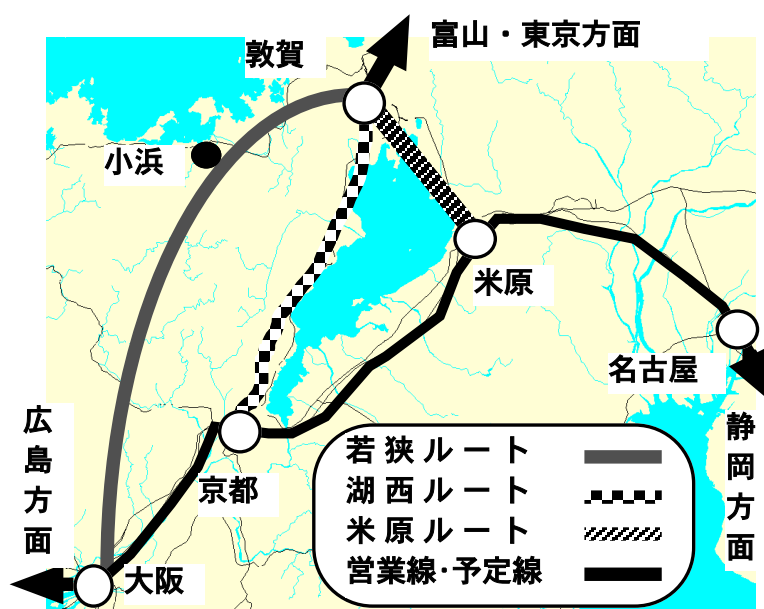 富山・東京方面
敦賀
小浜
米原
名古屋
広島方面
静岡方面
京都
大阪
若狭ルート
湖西ルート
米原ルート
営業線・予定線